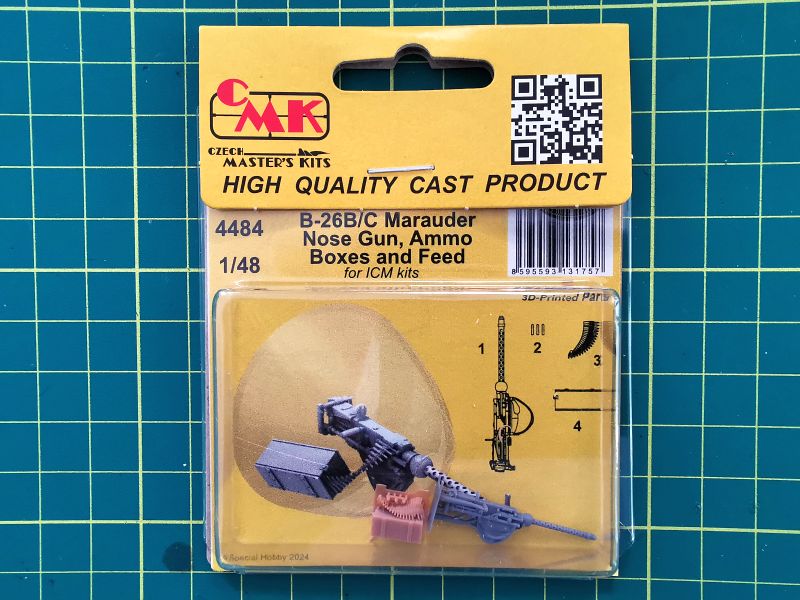 CMK
CZECH
MASTER'S KITS
HIGH QUALITY CAST PRODUCT
4484
1/48
B-26B/C Marauder
Nose Gun, Ammo
Boxes and Feed
for ICM kits
8 595593 131757
3D-Printed Parts
1
2
3
4
Special Hobby 2024